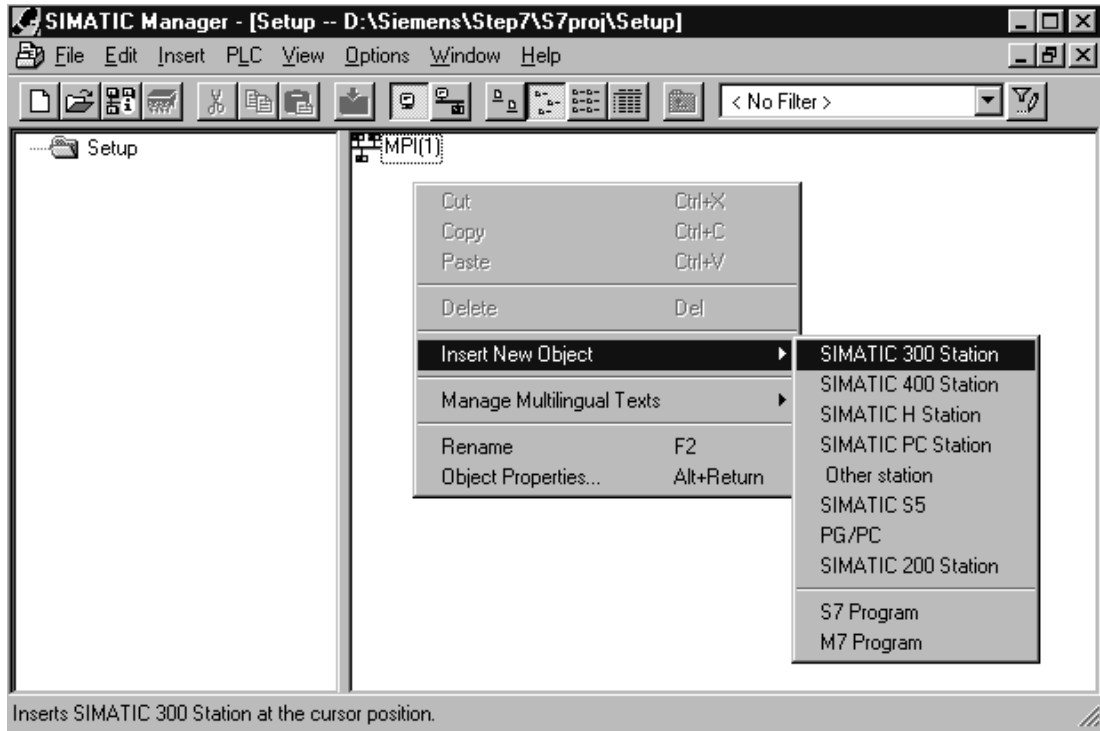 SIMATIC Manager - [Setup -- D:\Siemens\Step7\S7proj\Setup]
File Edit Insert PLC View Options Window Help
< No Filter >
Setup
MPI(1)
Cut Ctrl+X
Copy Ctrl+C
Paste Ctrl+V
Delete Del
Insert New Object
Manage Multilingual Texts
Rename F2
Object Properties... Alt+Return
SIMATIC 300 Station
SIMATIC 400 Station
SIMATIC H Station
SIMATIC PC Station
Other station
SIMATIC S5
PG/PC
SIMATIC 200 Station
S7 Program
M7 Program
Inserts SIMATIC 300 Station at the cursor position.